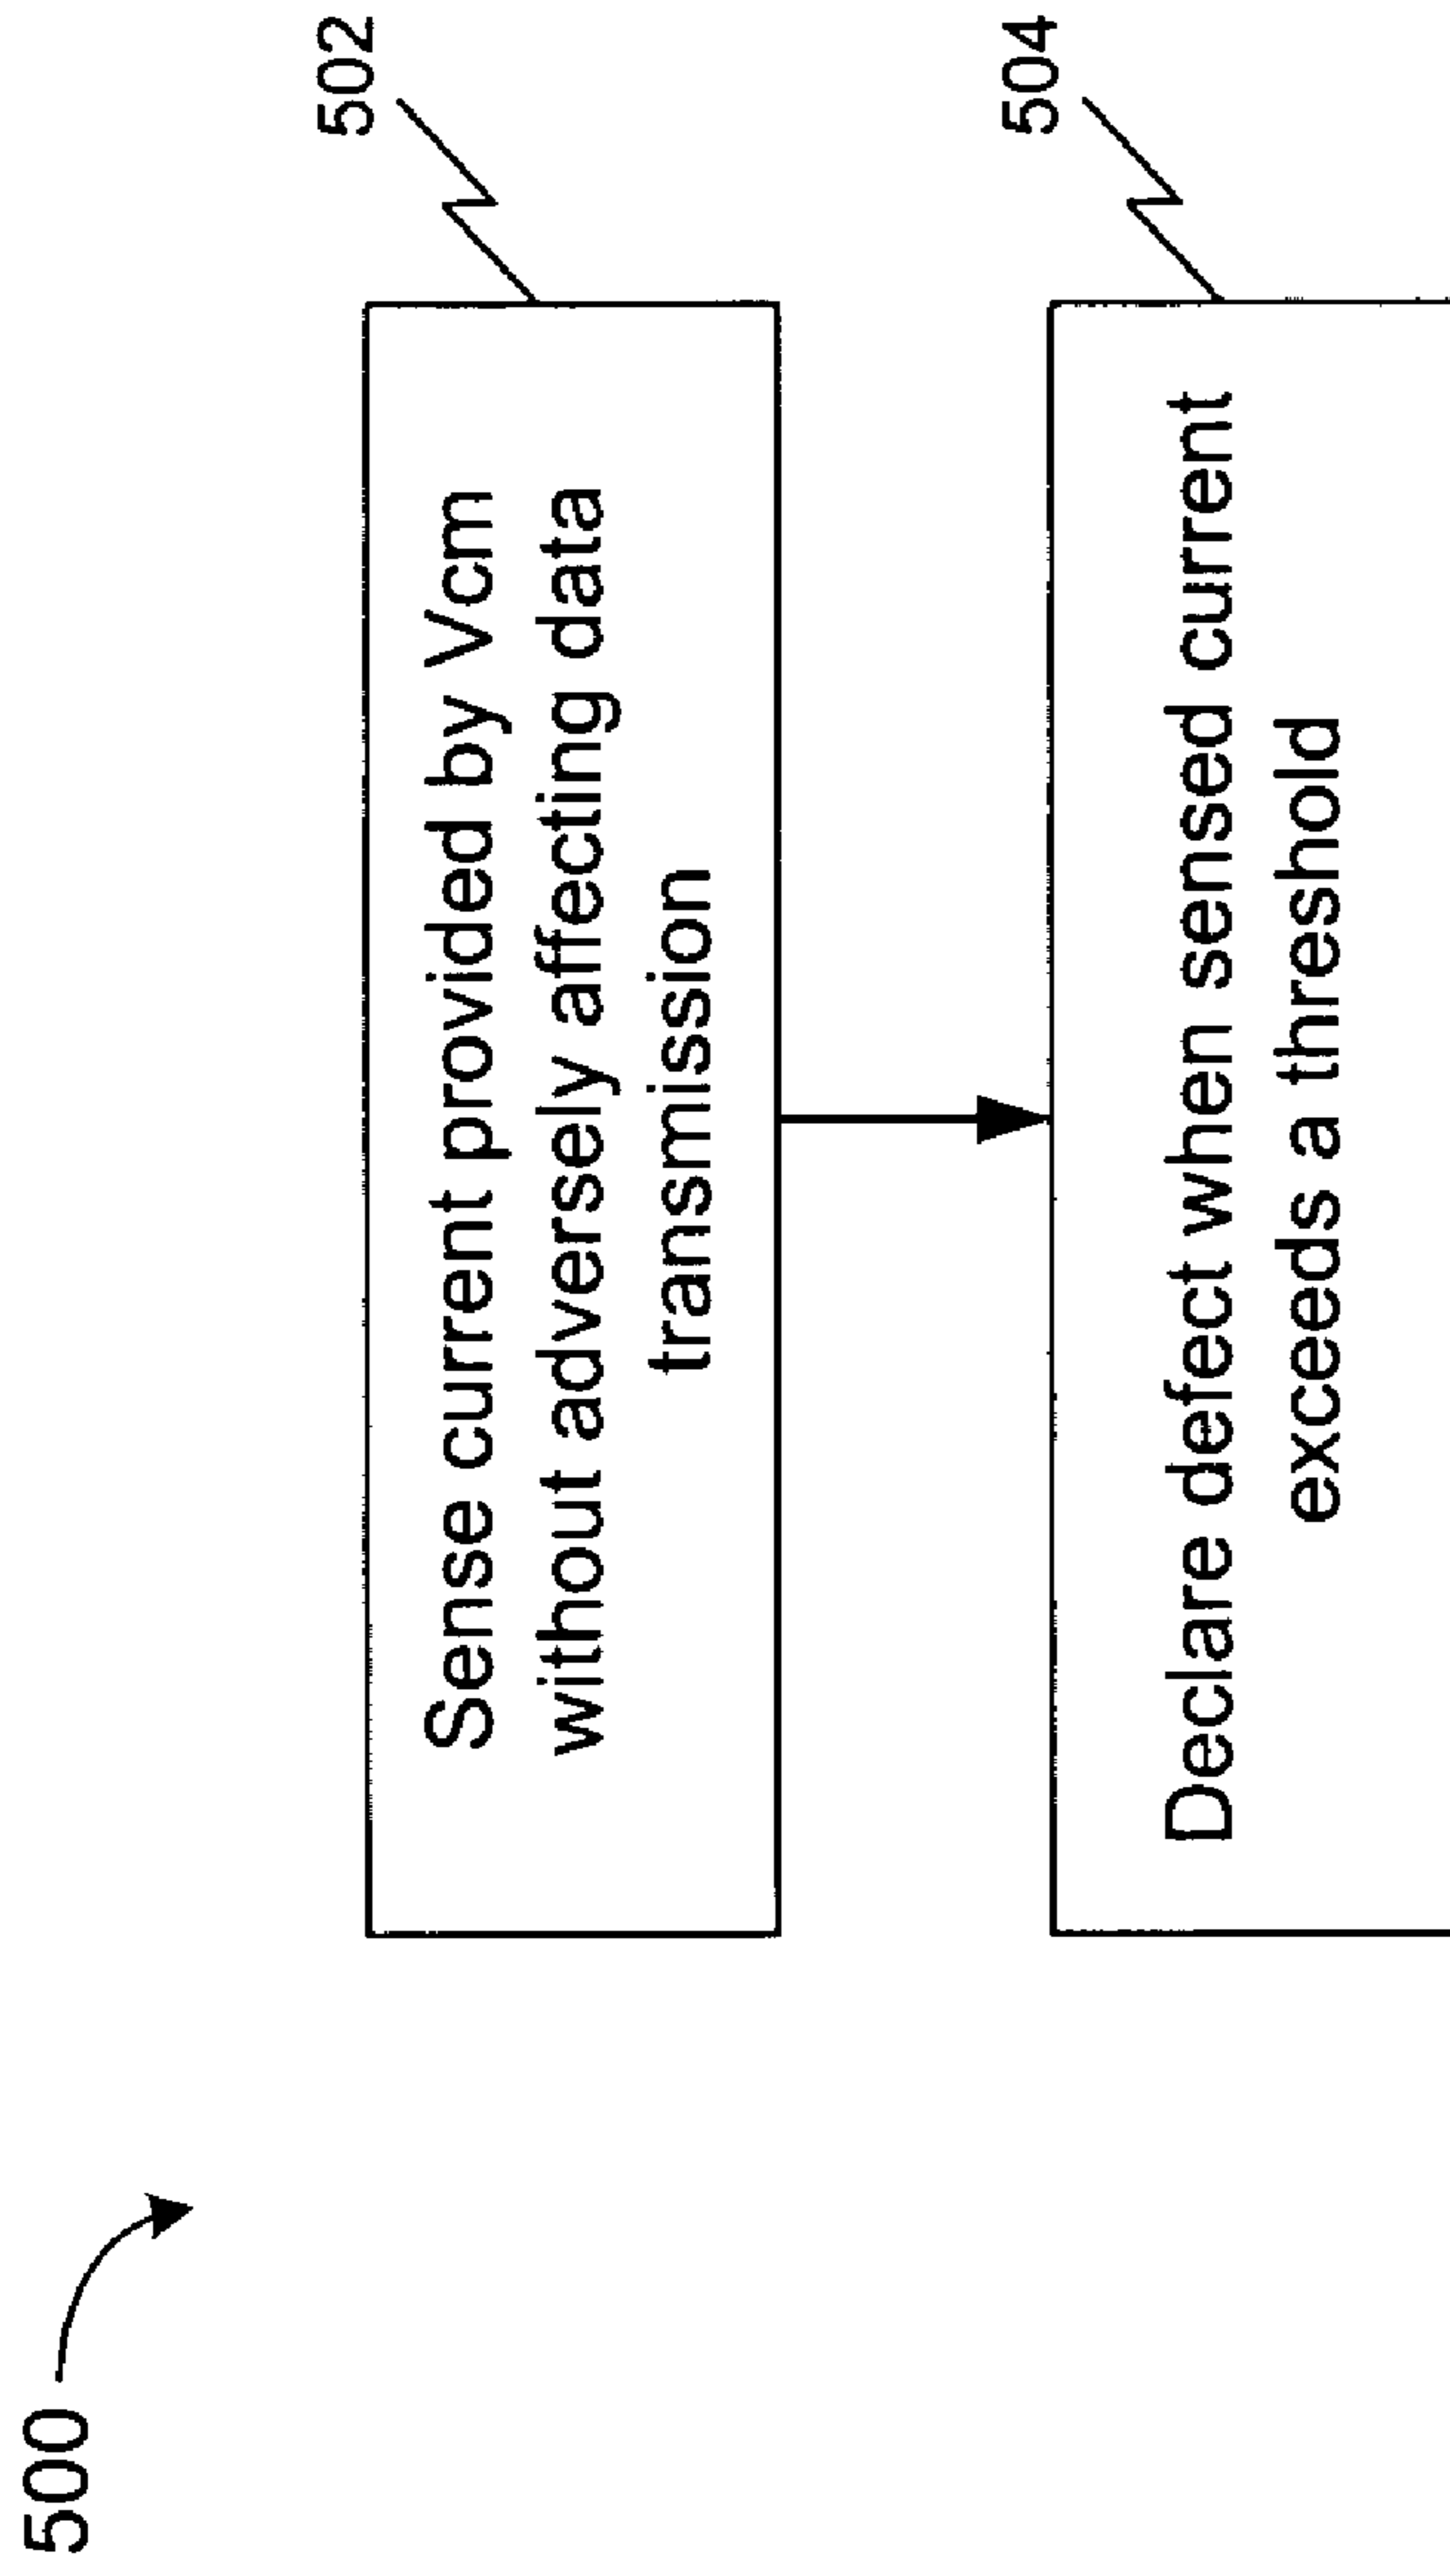 500
502
Sense current provided by Vcm
without adversely affecting data
transmission
504
Declare defect when sensed current
exceeds a threshold